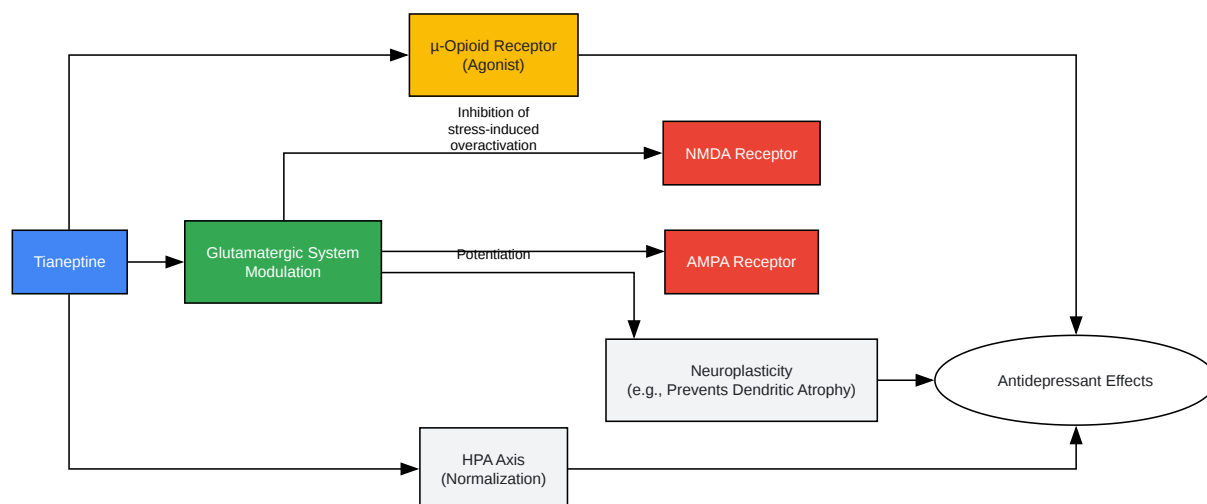 µ-Opioid Receptor
(Agonist)
Inhibition of
stress-induced
overactivation
NMDA Receptor
Tianeptine
Glutamatergic System
Modulation
Potentiation
AMPA Receptor
Neuroplasticity
(e.g., Prevents Dendritic Atrophy)
Antidepressant Effects
HPA Axis
(Normalization)